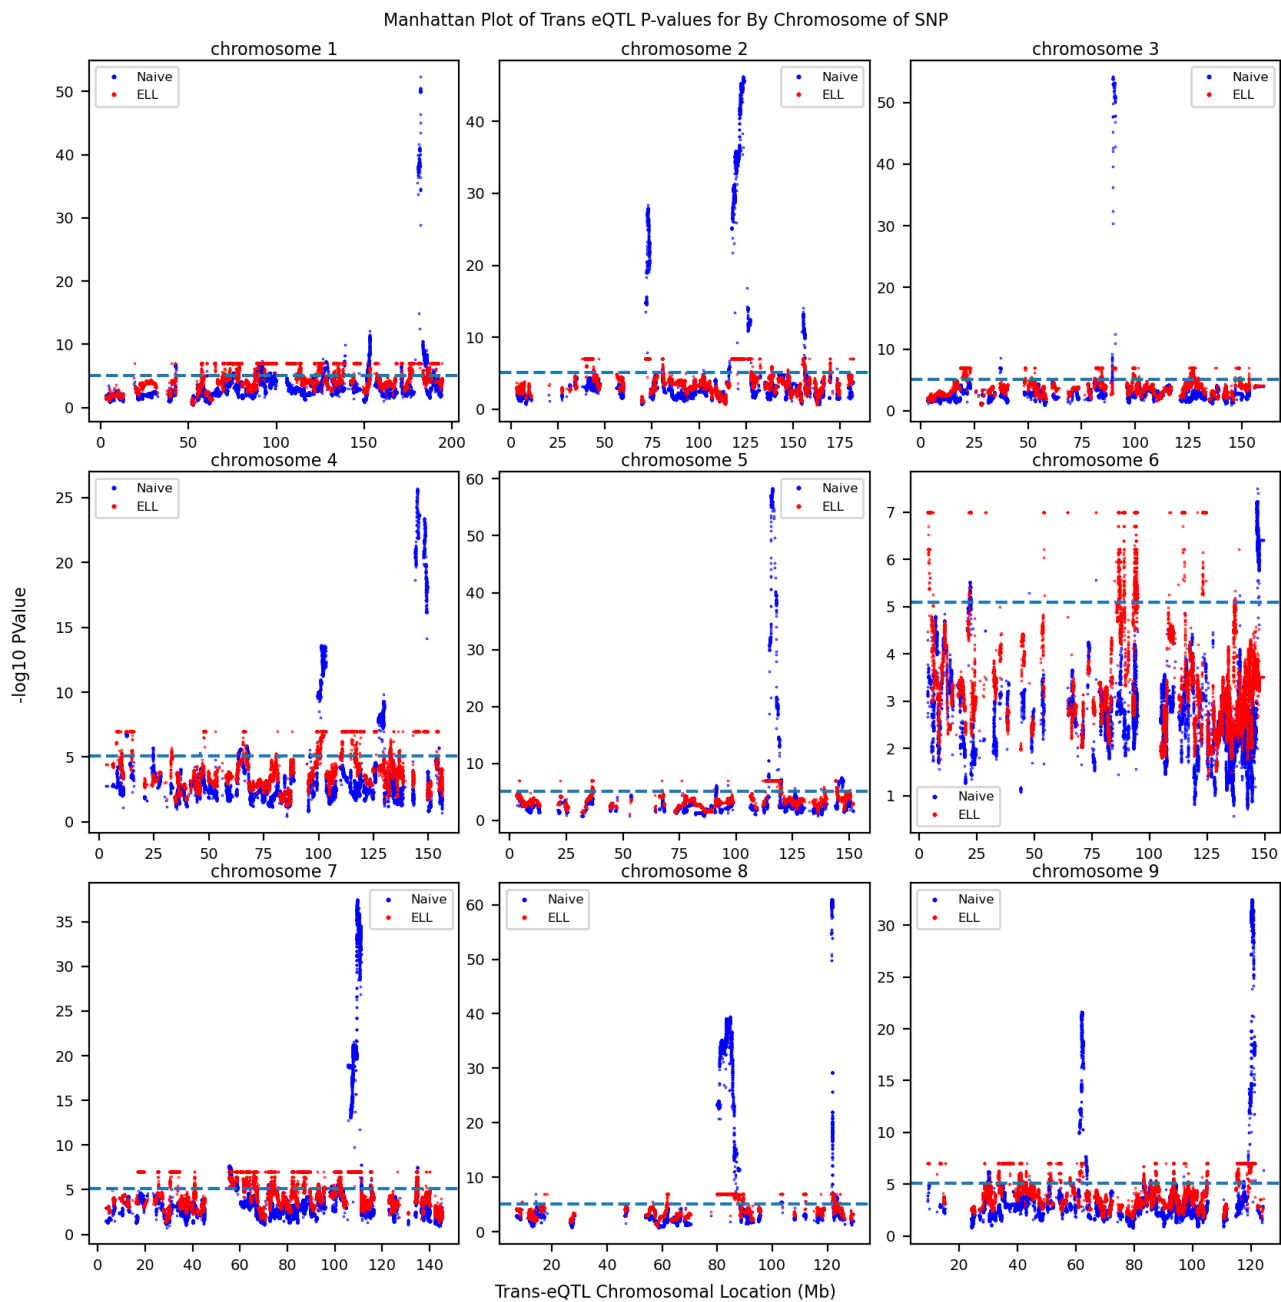 Manhattan Plot of Trans eQTL P-values for By Chromosome of SNP
chromosome 1
chromosome 2
chromosome 3
Naive
ELL
Naive
ELL
Naive
ELL
50
40
30
20
10
0
40
30
20
10
0
50
40
30
20
10
0
0 50 100 150 200
0 25 50 75 100 125 150 175
0 25 50 75 100 125 150
chromosome 4
chromosome 5
chromosome 6
Naive
ELL
Naive
ELL
Naive
ELL
25
20
15
10
5
0
60
50
40
30
20
10
0
7
6
5
4
3
2
1
0 25 50 75 100 125 150
0 25 50 75 100 125 150
0 25 50 75 100 125 150
-log10 PValue
chromosome 7
chromosome 8
chromosome 9
Naive
ELL
Naive
ELL
Naive
ELL
35
30
25
20
15
10
5
0
60
50
40
30
20
10
0
30
25
20
15
10
5
0
0 20 40 60 80 100 120 140
20 40 60 80 100 120
20 40 60 80 100 120
Trans-eQTL Chromosomal Location (Mb)